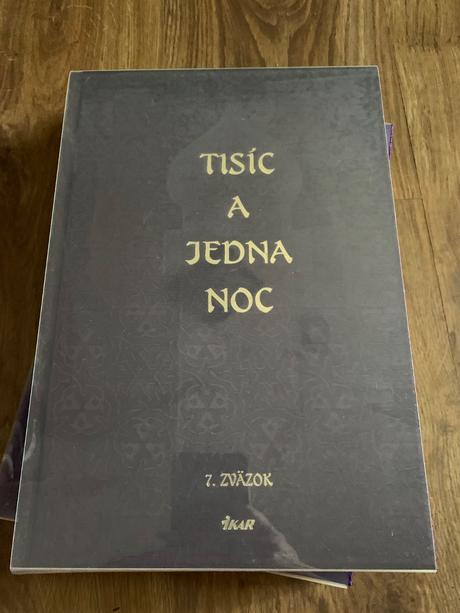 TISÍC
A
JEDNA
NOC
7. ZVÄZOK
IKAR